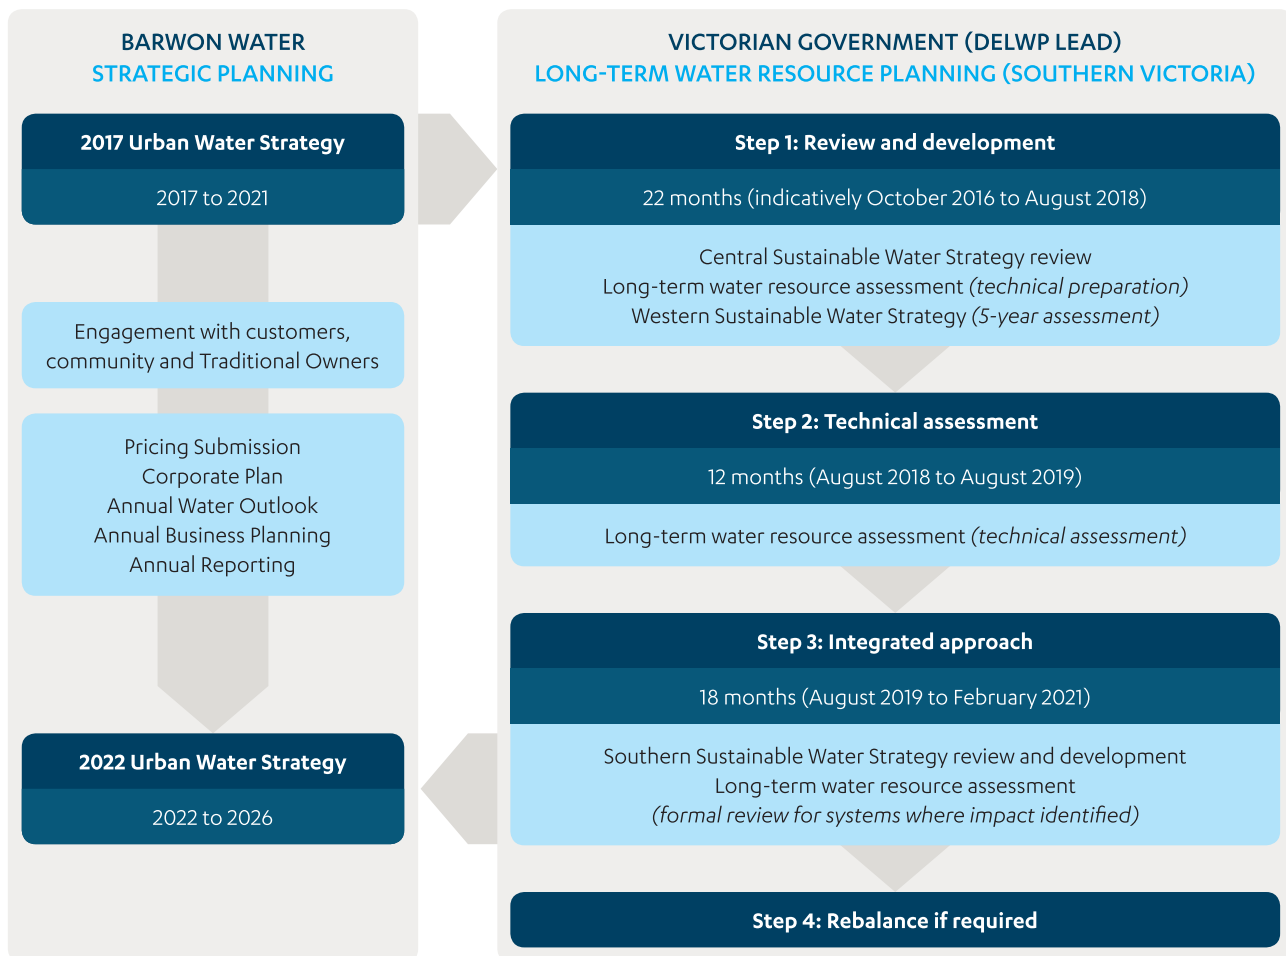 BARWON WATER
STRATEGIC PLANNING
2017 Urban Water Strategy
2017 to 2021
Engagement with customers,
community and Traditional Owners
Pricing Submission
Corporate Plan
Annual Water Outlook
Annual Business Planning
Annual Reporting
2022 Urban Water Strategy
2022 to 2026
VICTORIAN GOVERNMENT (DELWP LEAD)
LONG-TERM WATER RESOURCE PLANNING (SOUTHERN VICTORIA)
Step 1: Review and development
22 months (indicatively October 2016 to August 2018)
Central Sustainable Water Strategy review
Long-term water resource assessment (technical preparation)
Western Sustainable Water Strategy (5-year assessment)
Step 2: Technical assessment
12 months (August 2018 to August 2019)
Long-term water resource assessment (technical assessment)
Step 3: Integrated approach
18 months (August 2019 to February 2021)
Southern Sustainable Water Strategy review and development
Long-term water resource assessment
(formal review for systems where impact identified)
Step 4: Rebalance if required